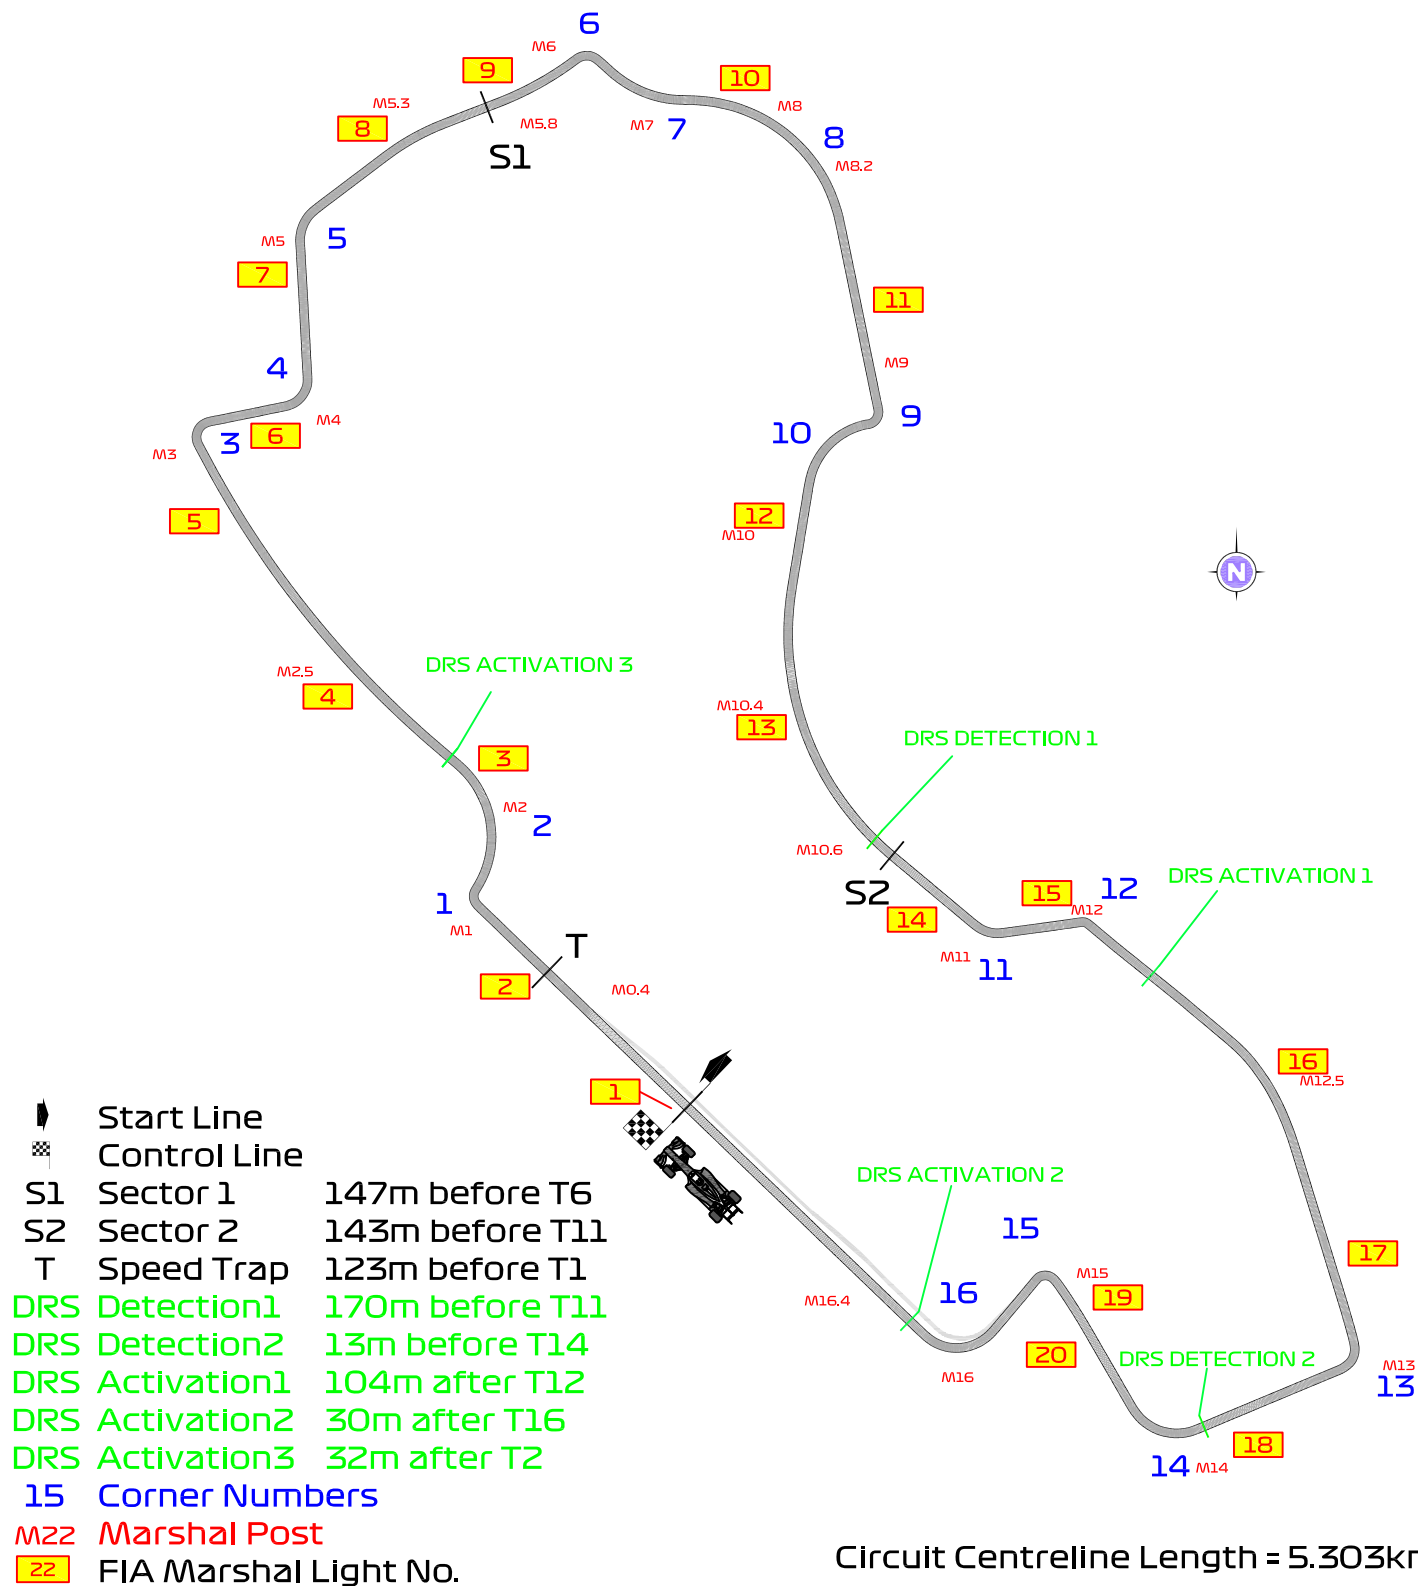 6
M6
9
10
M5.3
M8
8
M5.8
M7
7
8
S1
M8.2
M5
5
7
11
4
M9
M4
9
3
6
10
M3
5
12
M10
N
DRS ACTIVATION 3
M2.5
4
M10.4
13
DRS DETECTION 1
3
M2
2
M10.6
DRS ACTIVATION 1
S2
15
12
1
M12
14
M1
T
M11
11
2
M0.4
16
M12.5
1
Start Line
Control Line
DRS ACTIVATION 2
S1 Sector 1 147m before T6
S2 Sector 2 143m before T11
15
17
T Speed Trap 123m before T1
M15
16
19
M16.4
DRS Detection1 170m before T11
DRS Detection2 13m before T14
20
DRS DETECTION 2
M13
M16
13
DRS Activation1 104m after T12
DRS Activation2 30m after T16
18
DRS Activation3 32m after T2
14
M14
15 Corner Numbers
M22 Marshal Post
22 FIA Marshal Light No.
Circuit Centreline Length = 5.303kr